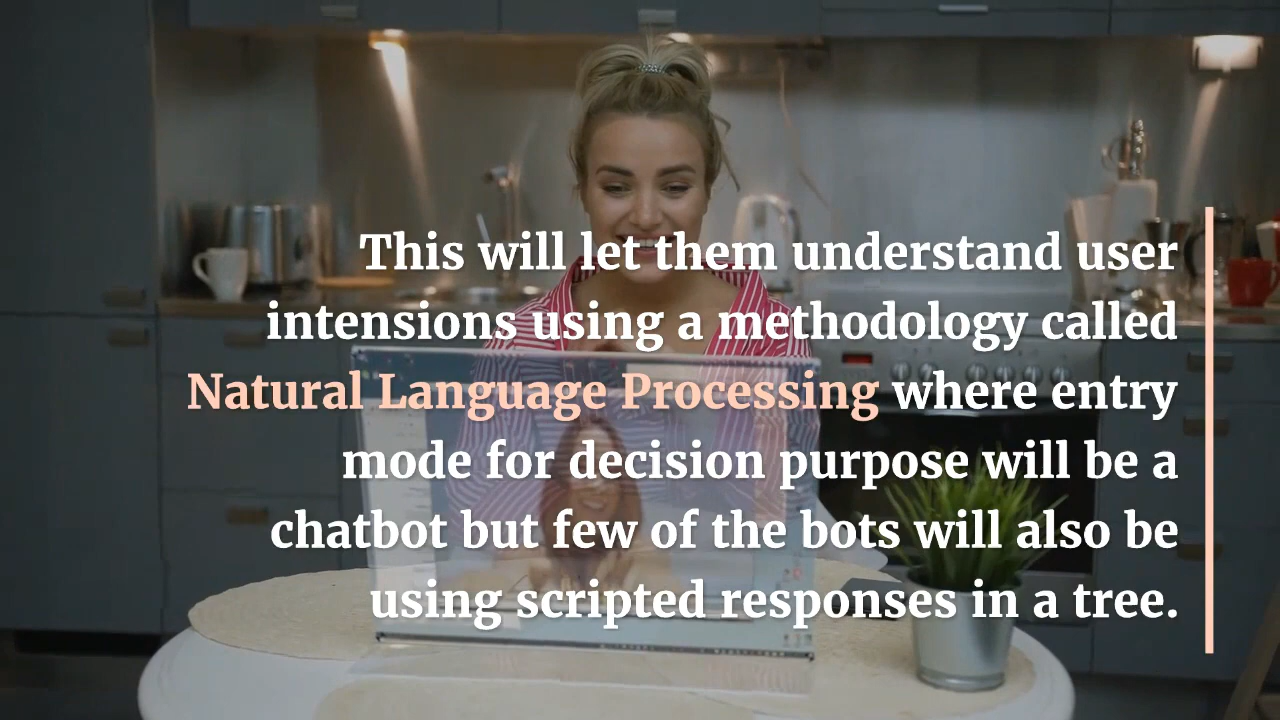 This will let them understand user
intensions using a methodology called
Natural Language Processing where entry
mode for decision purpose will be a
chatbot but few of the bots will also be
using scripted responses in a tree.